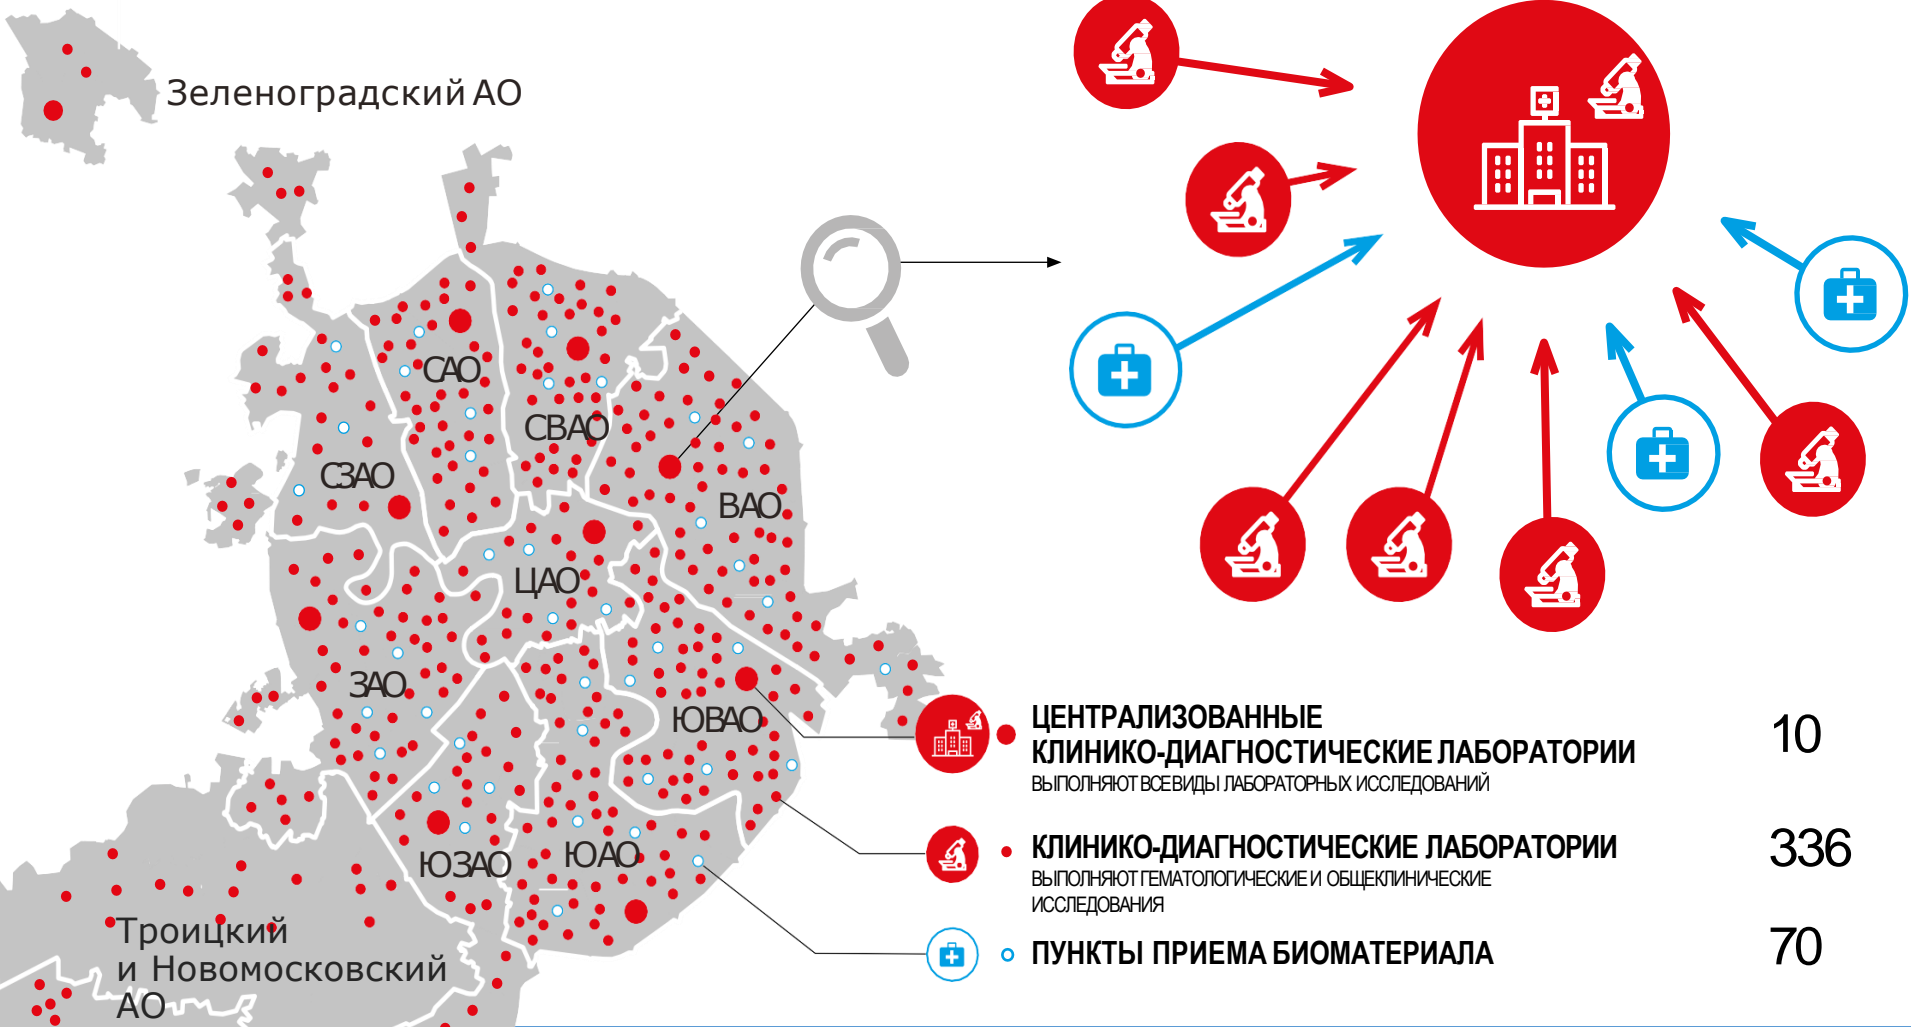 Зеленоградский АО
САО
СВАО
СЗАО
ВАО
ЦАО
ЗАО
ЮВАО
ЮЗАО
ЮАО
Троицкий
и Новомосковский
АО
ЦЕНТРАЛИЗОВАННЫЕ
КЛИНИКО-ДИАГНОСТИЧЕСКИЕ ЛАБОРАТОРИИ 10
ВЫПОЛНЯЮТ ВСЕ ВИДЫ ЛАБОРАТОРНЫХ ИССЛЕДОВАНИЙ
КЛИНИКО-ДИАГНОСТИЧЕСКИЕ ЛАБОРАТОРИИ 336
ВЫПОЛНЯЮТ ГЕМАТОЛОГИЧЕСКИЕ И ОБЩЕКЛИНИЧЕСКИЕ
ИССЛЕДОВАНИЯ
ПУНКТЫ ПРИЕМА БИОМАТЕРИАЛА 70